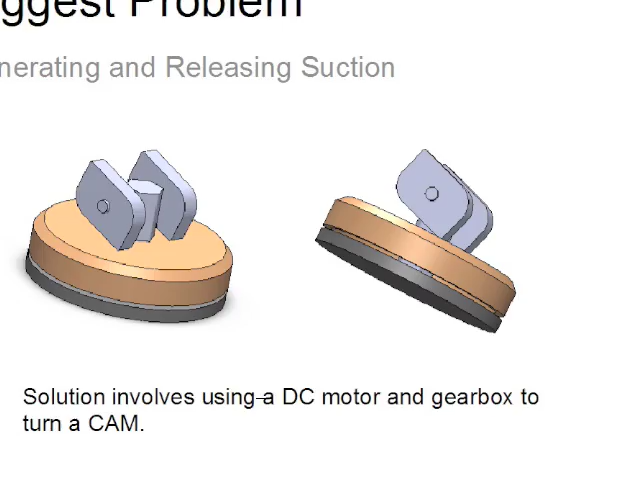 ggest Problem
nerating and Releasing Suction
Solution involves using a DC motor and gearbox to
turn a CAM.